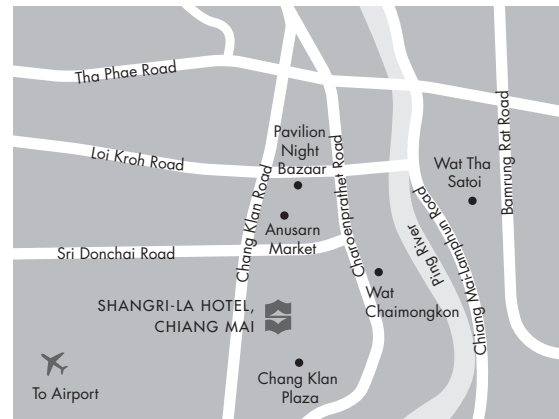 Tha Phae Road
Pavilion
Night
Bazaar
Loi Kroh Road
Wat Tha
Satoi
Bamrung Rat Road
Chang Klan Road
Charoenprathet Road
Anusarn
Market
Sri Donchai Road
Ping River
Chiang Mai-Lamphun Road
Wat
Chaimongkon
SHANGRI-LA HOTEL,
CHIANG MAI
Chang Klan
Plaza
To Airport